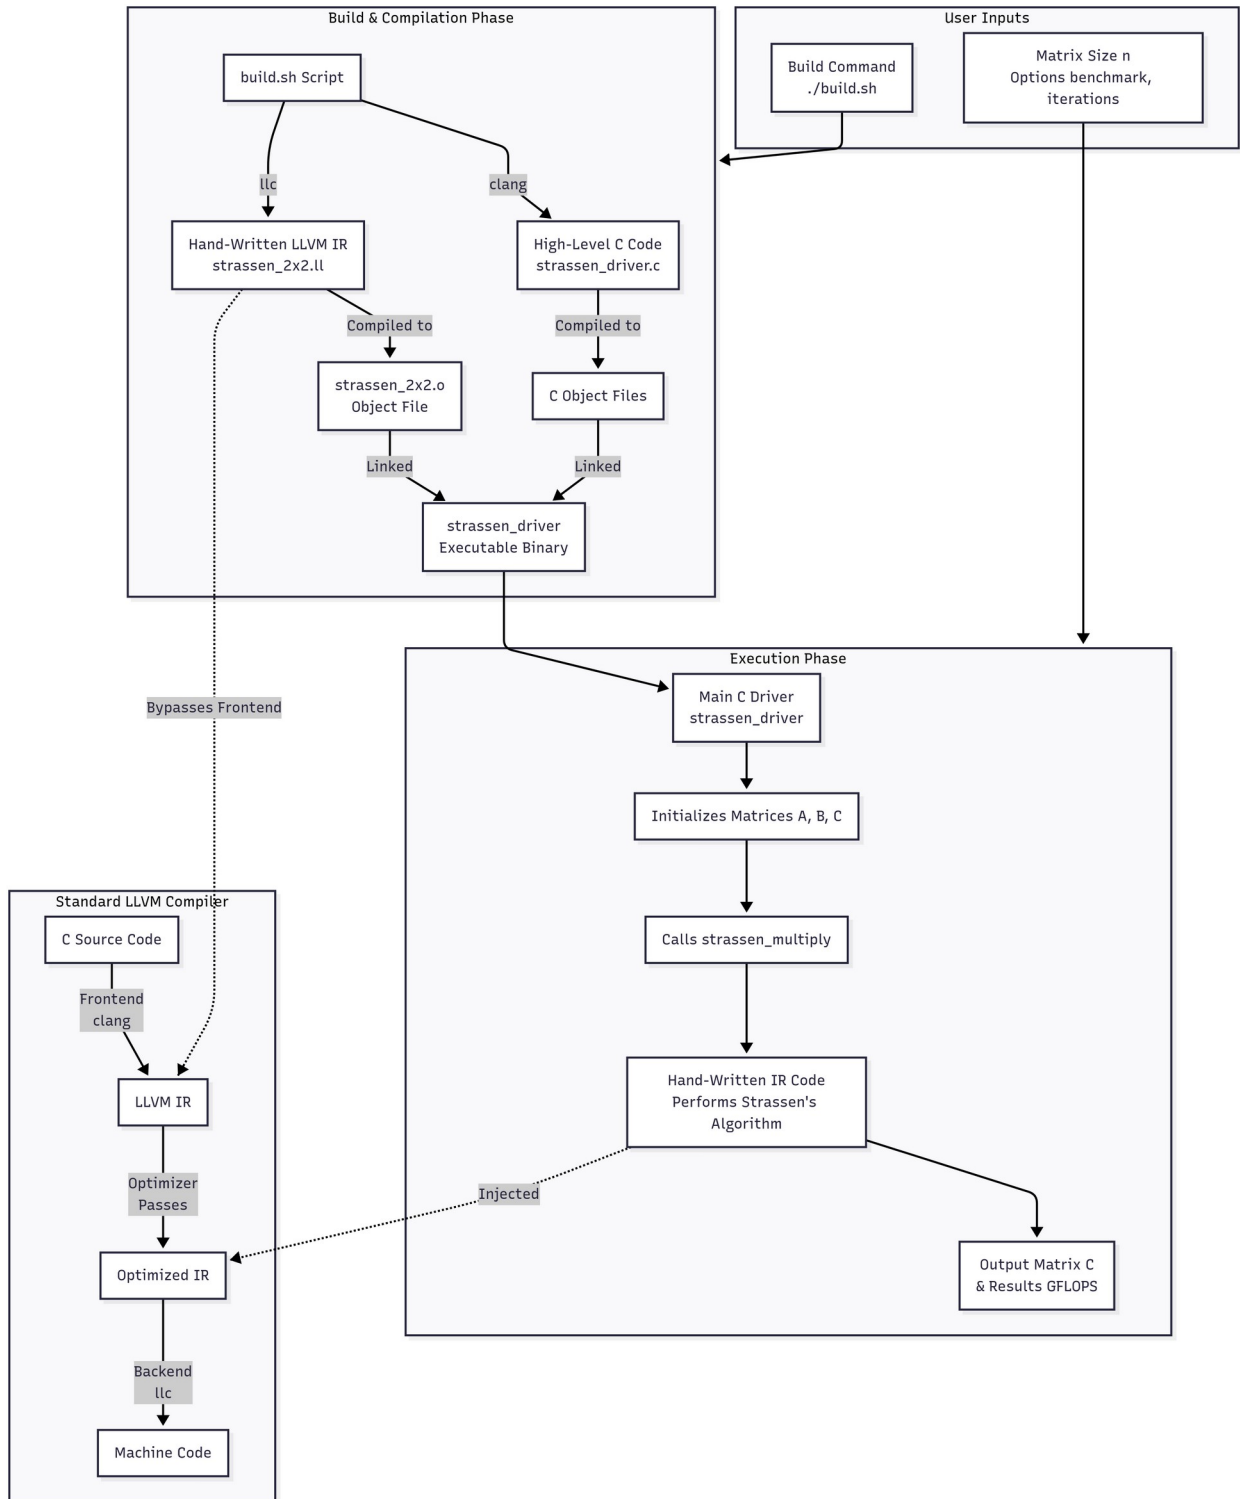 Build & Compilation Phase
build.sh Script
llc
clang
Hand-Written LLVM IR
strassen_2x2.ll
High-Level C Code
strassen_driver.c
Compiled to
Compiled to
strassen_2x2.o
Object File
C Object Files
Linked
Linked
strassen_driver
Executable Binary
User Inputs
Build Command
./build.sh
Matrix Size n
Options benchmark,
iterations
Bypasses Frontend
Execution Phase
Main C Driver
strassen_driver
Initializes Matrices A, B, C
Calls strassen_multiply
Hand-Written IR Code
Performs Strassen's
Algorithm
Injected
Output Matrix C
& Results GFLOPS
Standard LLVM Compiler
C Source Code
Frontend
clang
LLVM IR
Optimizer
Passes
Optimized IR
Backend
llc
Machine Code